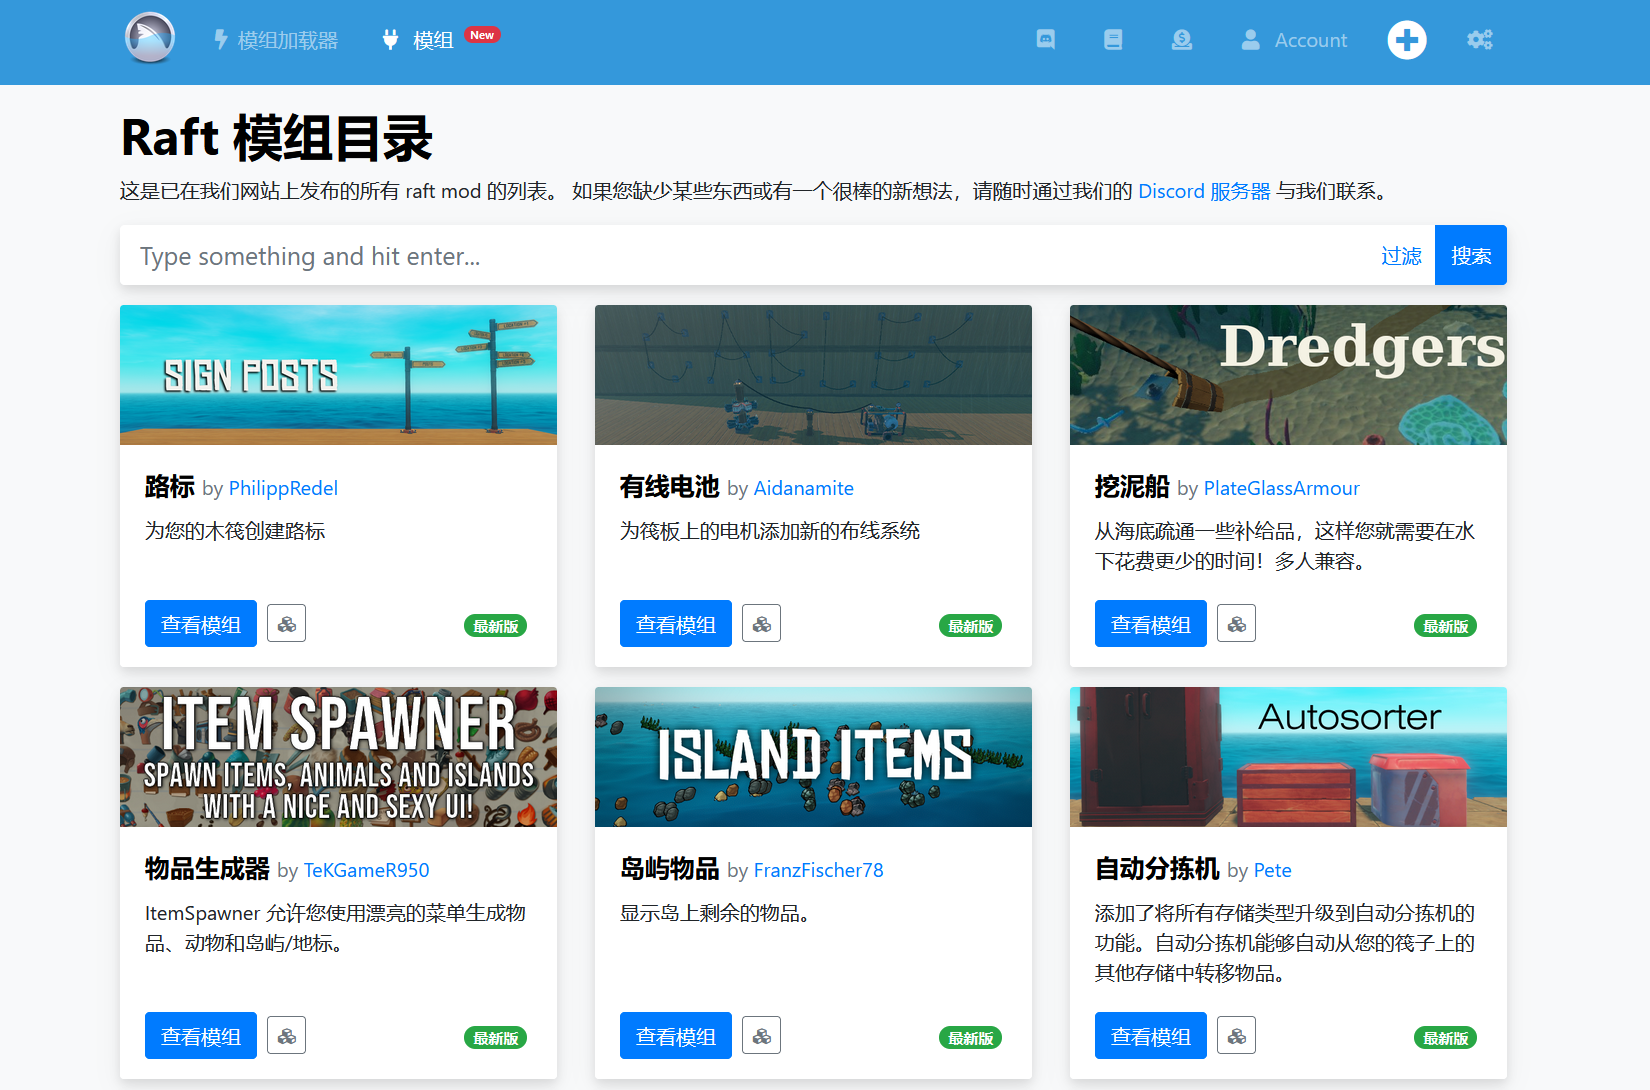 模组加载器
模组 New
Account
Raft 模组目录
这是已在我们网站上发布的所有 raft mod 的列表。 如果您缺少某些东西或有一个很棒的新想法，请随时通过我们的 Discord 服务器 与我们联系。
Type something and hit enter...
过滤
搜索
SIGN POSTS
Dredgers
路标 by PhilippRedel
为您的木筏创建路标
查看模组
最新版
有线电池 by Aidanamite
为筏板上的电机添加新的布线系统
查看模组
最新版
挖泥船 by PlateGlassArmour
从海底疏通一些补给品，这样您就需要在水
下花费更少的时间！多人兼容。
查看模组
最新版
ITEM SPAWNER
SPAWN ITEMS, ANIMALS AND ISLANDS
WITH A NICE AND SEXY UI!
ISLAND ITEMS
Autosorter
物品生成器 by TeKGameR950
ItemSpawner 允许您使用漂亮的菜单生成物
品、动物和岛屿/地标。
查看模组
最新版
岛屿物品 by FranzFischer78
显示岛上剩余的物品。
查看模组
最新版
自动分拣机 by Pete
添加了将所有存储类型升级到自动分拣机的
功能。自动分拣机能够自动从您的筏子上的
其他存储中转移物品。
查看模组
最新版